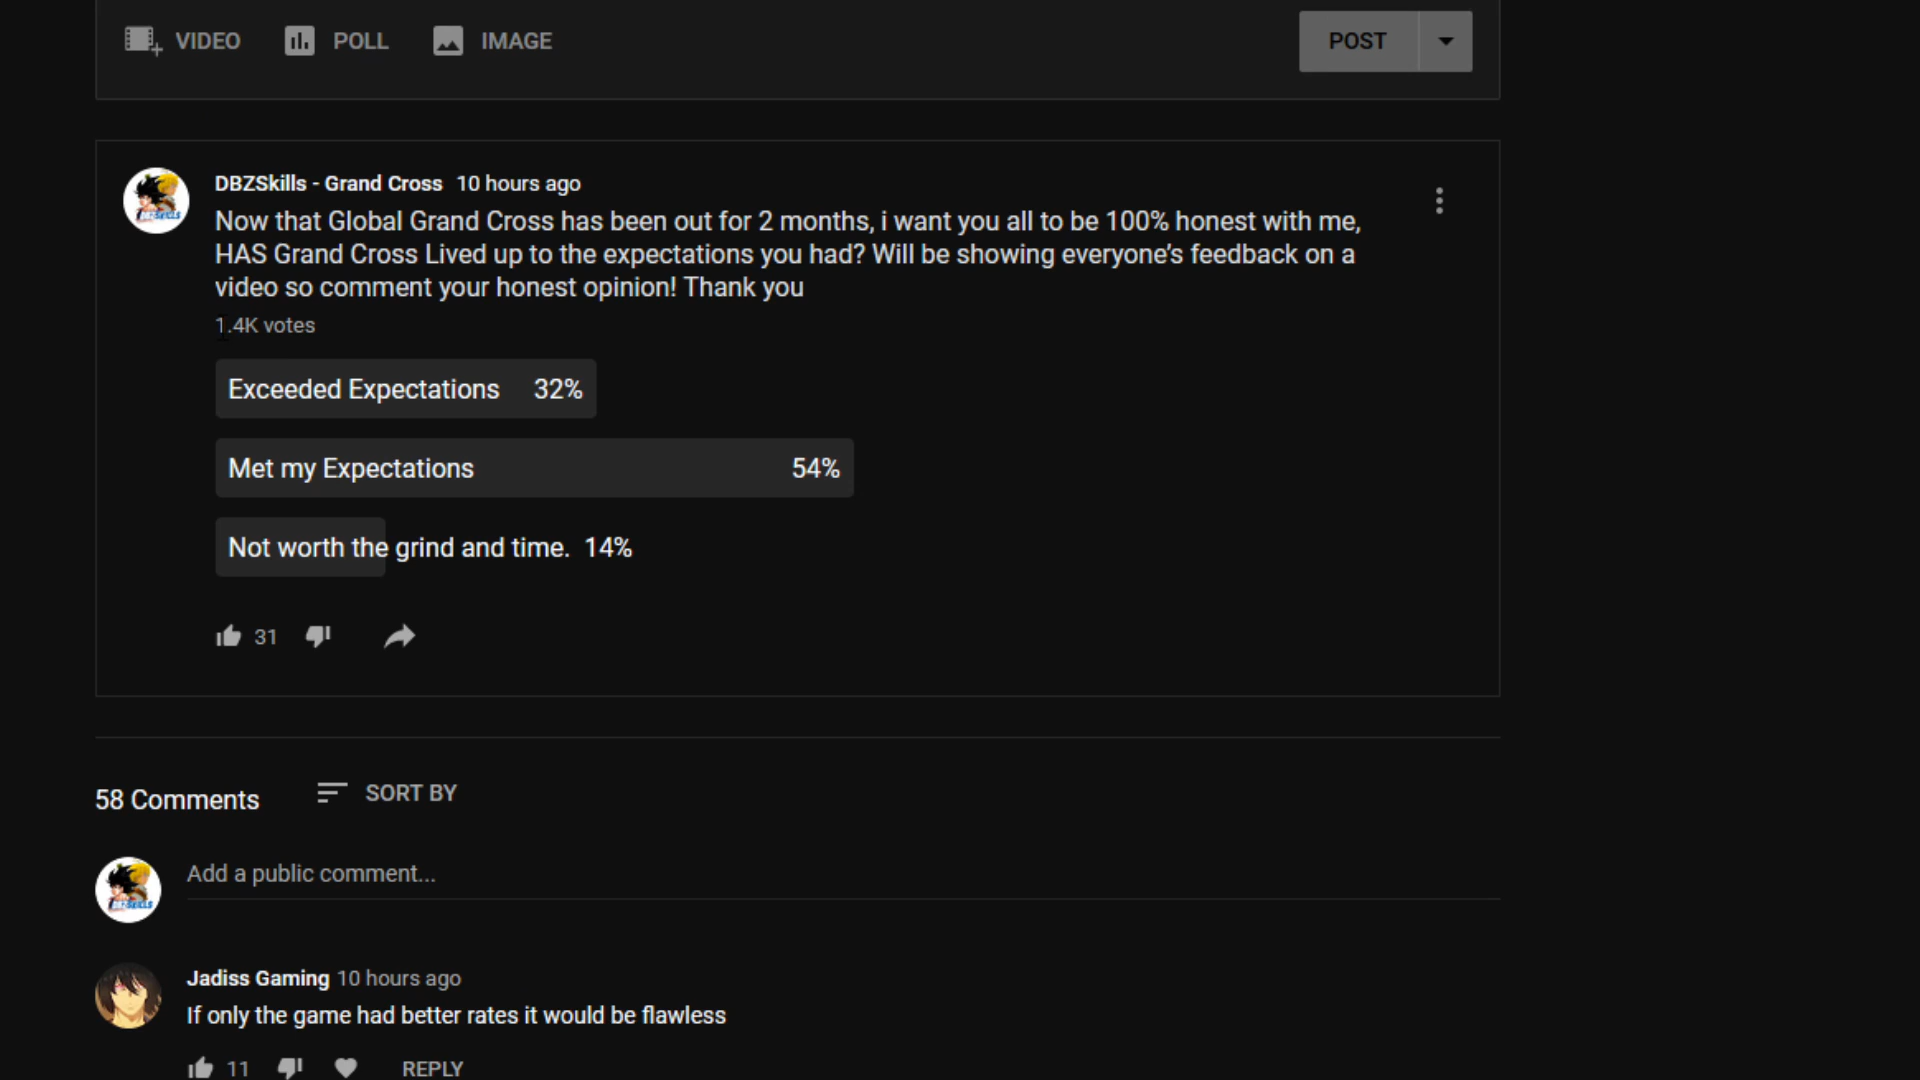 VIDEO POLL IMAGE POST
DBZSkills - Grand Cross 10 hours ago
Now that Global Grand Cross has been out for 2 months, i want you all to be 100% honest with me,
HAS Grand Cross Lived up to the expectations you had? Will be showing everyone’s feedback on a
video so comment your honest opinion! Thank you
1.4K votes
Exceeded Expectations 32%
Met my Expectations 54%
Not worth the grind and time. 14%
31
58 Comments SORT BY
Add a public comment...
Jadiss Gaming 10 hours ago
If only the game had better rates it would be flawless
11 REPLY